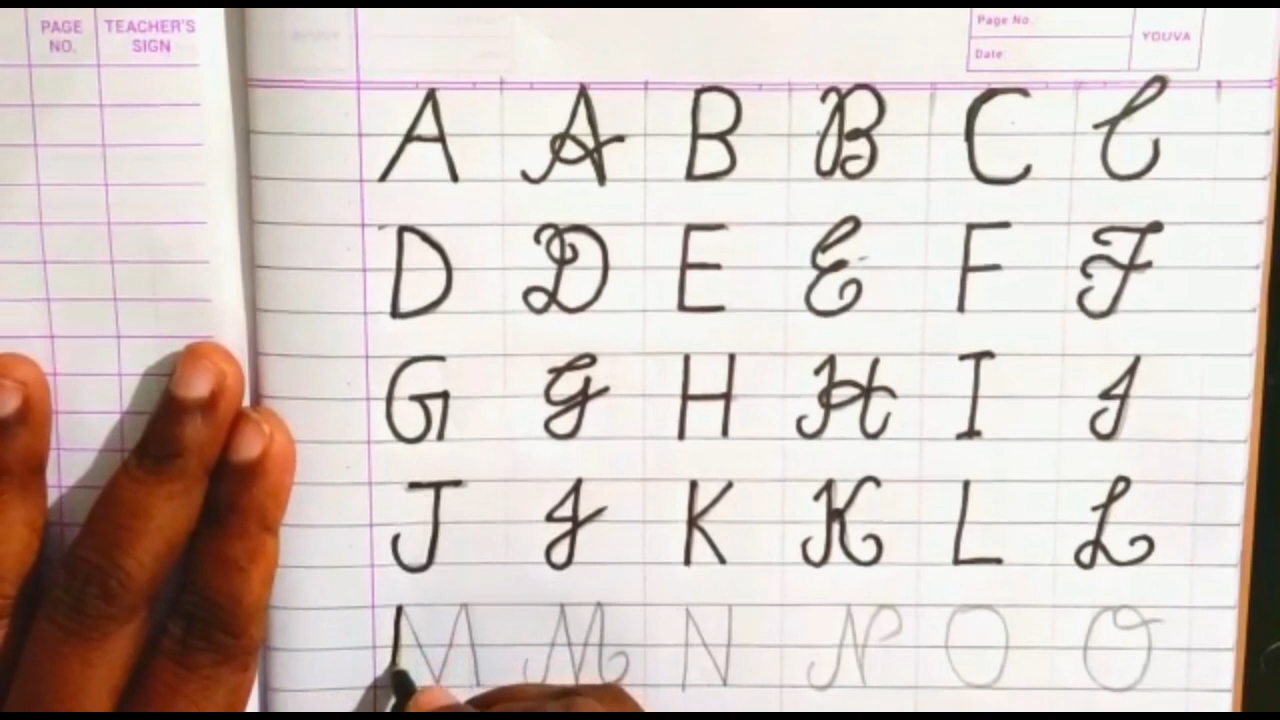 PAGE NO.
TEACHER'S SIGN
Page No.
Date
YOUVA
A A B B C C
D D E E F F
G G H H I I
J J K K L L
M M N N O O